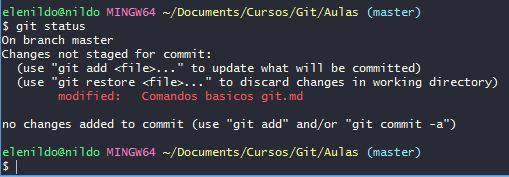 elenildo@nildo MINGW64 ~/Documents/Cursos/Git/Aulas (master)
$ git status
On branch master
Changes not staged for commit:
  (use "git add <file>..." to update what will be committed)
  (use "git restore <file>..." to discard changes in working directory)
        modified:   Comandos basicos git.md

no changes added to commit (use "git add" and/or "git commit -a")

elenildo@nildo MINGW64 ~/Documents/Cursos/Git/Aulas (master)
$